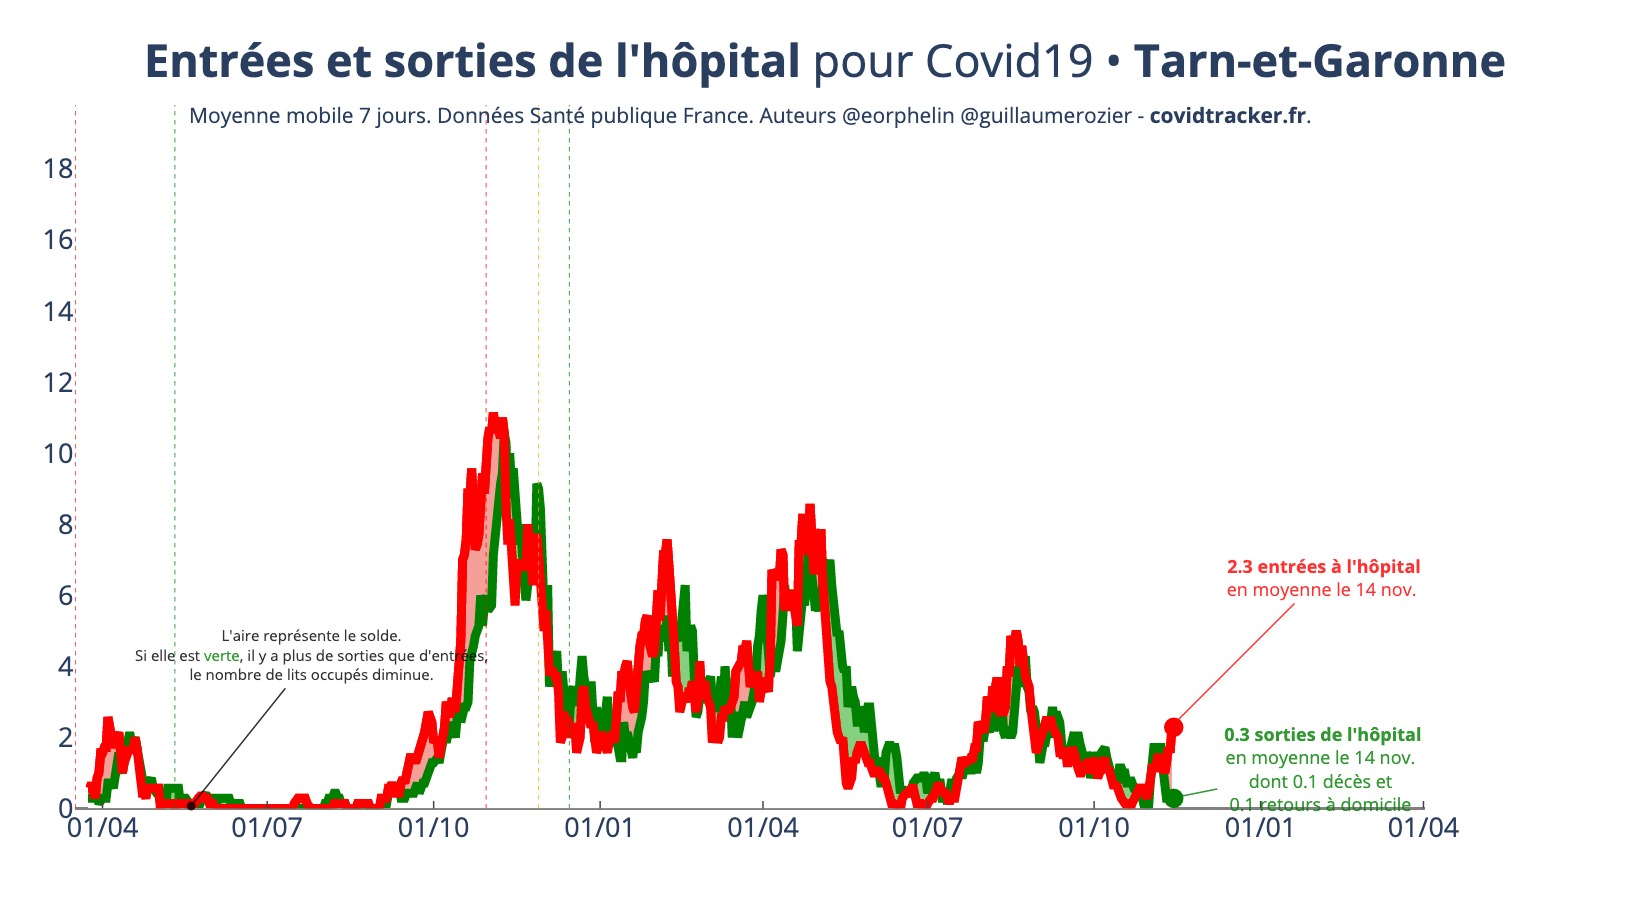 Entrées et sorties de l'hôpital pour Covid19 • Tarn-et-Garonne
Moyenne mobile 7 jours. Données Santé publique France. Auteurs @eorphelin @guillaumerozier - covidtracker.fr.
18
16
14
12
10
8
6
4
2
0
L'aire représente le solde.
Si elle est verte, il y a plus de sorties que d'entrées,
le nombre de lits occupés diminue.
2.3 entrées à l'hôpital
en moyenne le 14 nov.
0.3 sorties de l'hôpital
en moyenne le 14 nov.
dont 0.1 décès et
0.1 retours à domicile
01/04 01/07 01/10 01/01 01/04 01/07 01/10 01/01 01/04